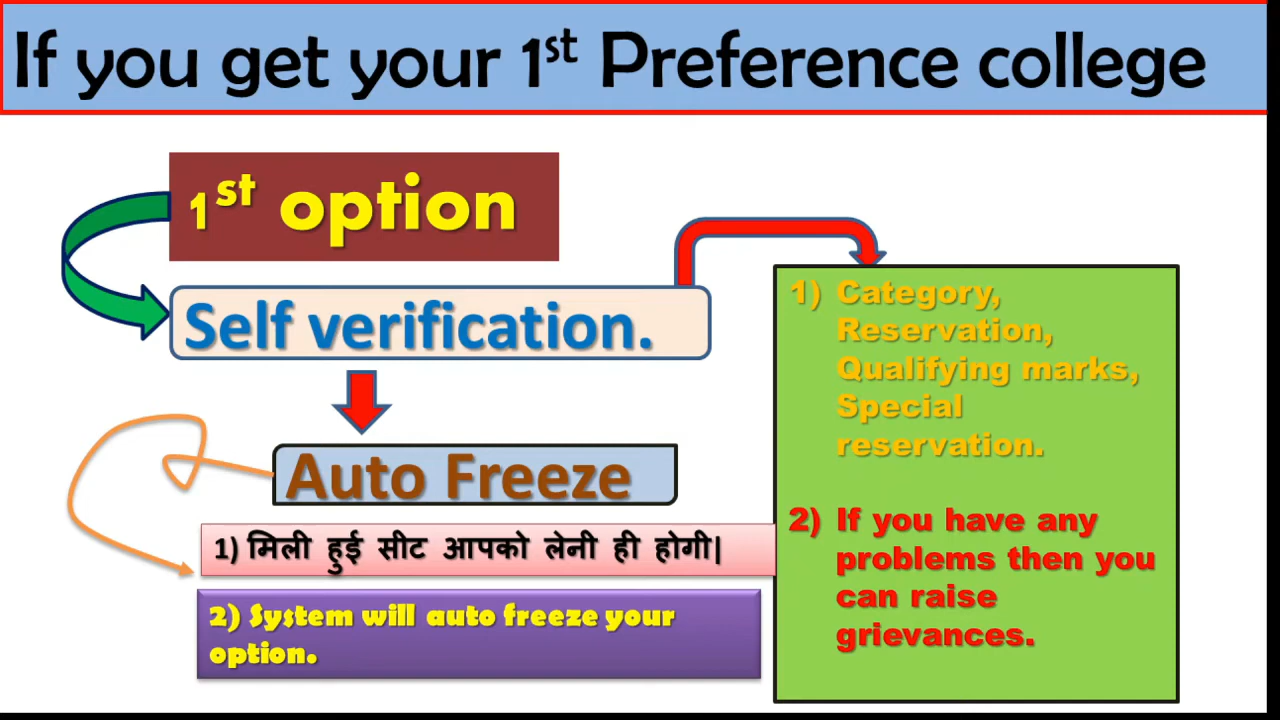 If you get your 1st Preference college
1st option
Self verification.
Auto Freeze
1) मिली हुई सीट आपको लेनी ही होगी|
2) System will auto freeze your
option.
1) Category,
Reservation,
Qualifying marks,
Special
reservation.
2) If you have any
problems then you
can raise
grievances.